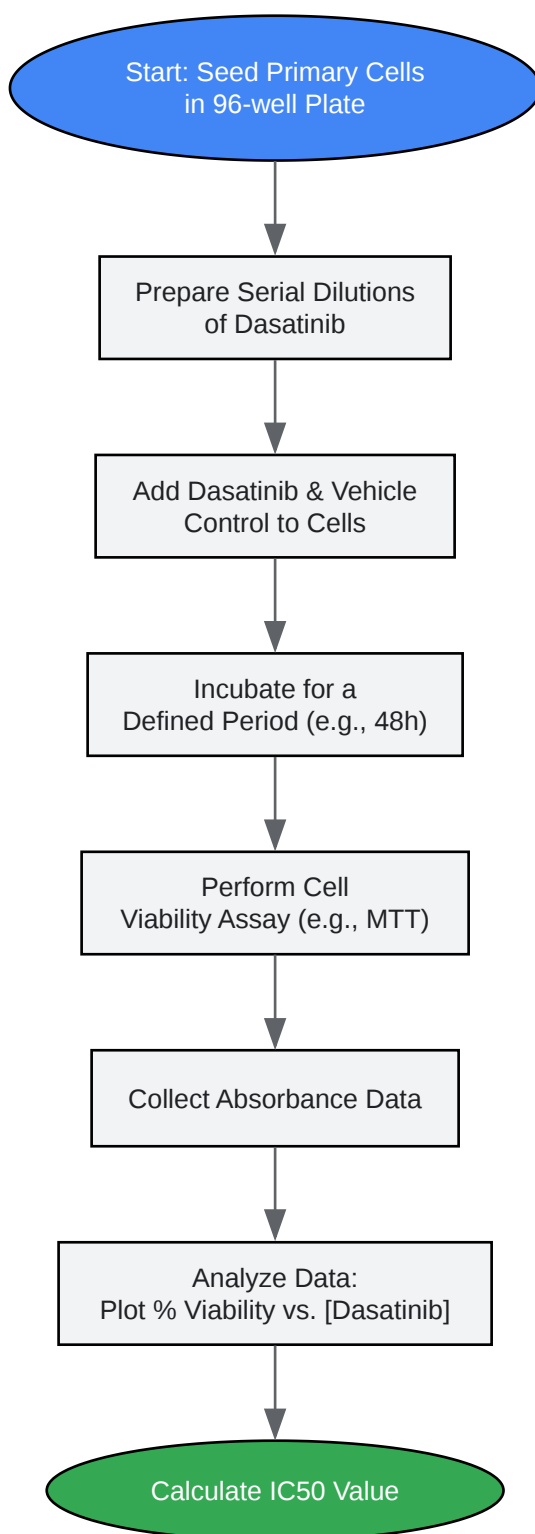 Start: Seed Primary Cells
in 96-well Plate
Prepare Serial Dilutions
of Dasatinib
Add Dasatinib & Vehicle
Control to Cells
Incubate for a
Defined Period (e.g., 48h)
Perform Cell
Viability Assay (e.g., MTT)
Collect Absorbance Data
Analyze Data:
Plot % Viability vs. [Dasatinib]
Calculate IC50 Value